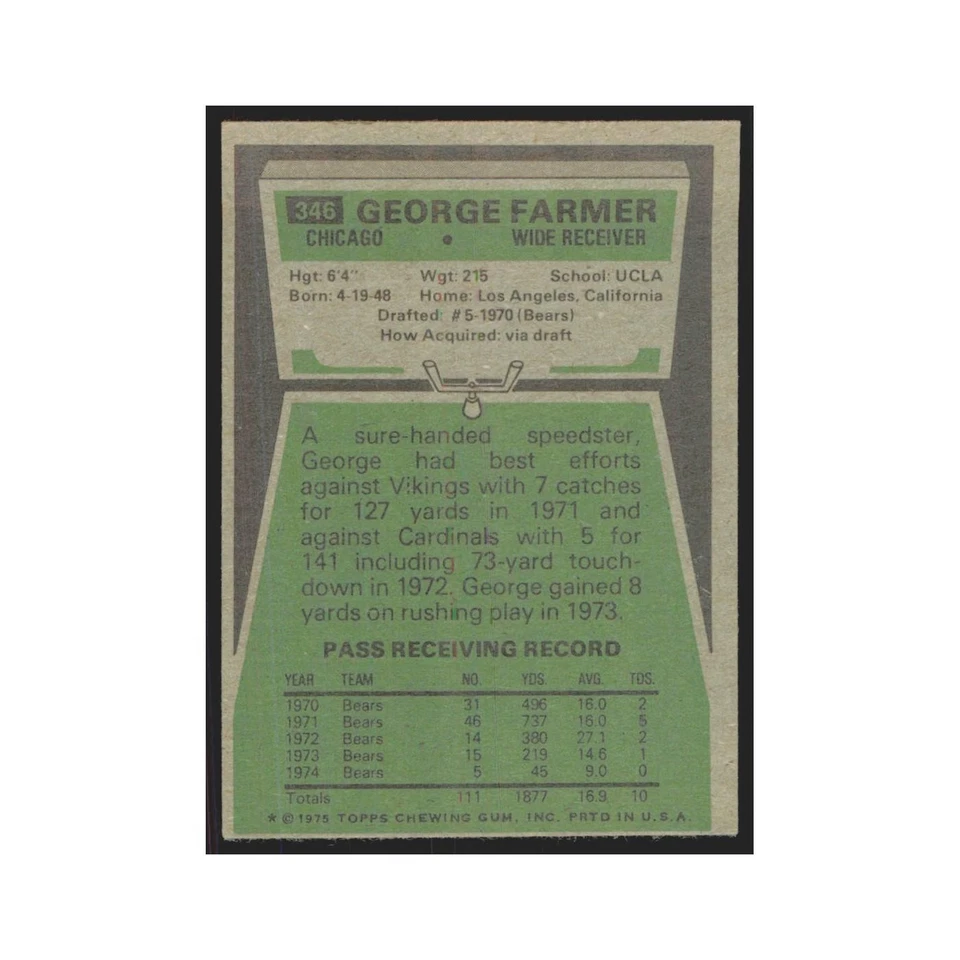 346 GEORGE FARMER
CHICAGO • WIDE RECEIVER
Hgt: 6'4" Wgt: 215 School: UCLA
Born: 4-19-48 Home: Los Angeles, California
Drafted: #5-1970 (Bears)
How Acquired: via draft
A sure-handed speedster,
George had best efforts
against Vikings with 7 catches
for 127 yards in 1971 and
against Cardinals with 5 for
141 including 73-yard touch-
down in 1972. George gained 8
yards on rushing play in 1973.
PASS RECEIVING RECORD
YEAR TEAM NO. YDS. AVG. TDS.
1970 Bears 31 496 16.0 2
1971 Bears 46 737 16.0 5
1972 Bears 14 380 27.1 2
1973 Bears 15 219 14.6 1
1974 Bears 5 45 9.0 0
Totals 111 1877 16.9 10
* © 1975 TOPPS CHEWING GUM, INC. PRTD IN U.S.A.